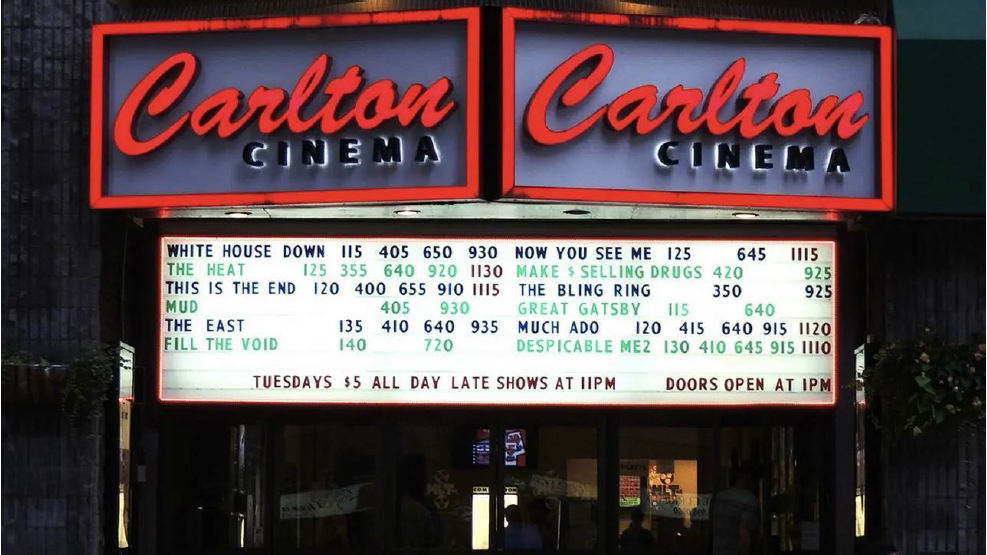 Carlton
CINEMA
Carlton
CINEMA
WHITE HOUSE DOWN 115 405 650 930
THE HEAT 125 355 640 920 1130
THIS IS THE END 120 400 655 910 1115
MUD 405 930
THE EAST 135 410 640 935
FILL THE VOID 140 720
NOW YOU SEE ME 125 645 1115
MAKE $ SELLING DRUGS 420 925
THE BLING RING 350 925
GREAT GATSBY 115 640
MUCH ADO 120 415 640 915 1120
DESPICABLE ME2 130 410 645 915 1110
TUESDAYS $5 ALL DAY LATE SHOWS AT 11PM DOORS OPEN AT 1PM